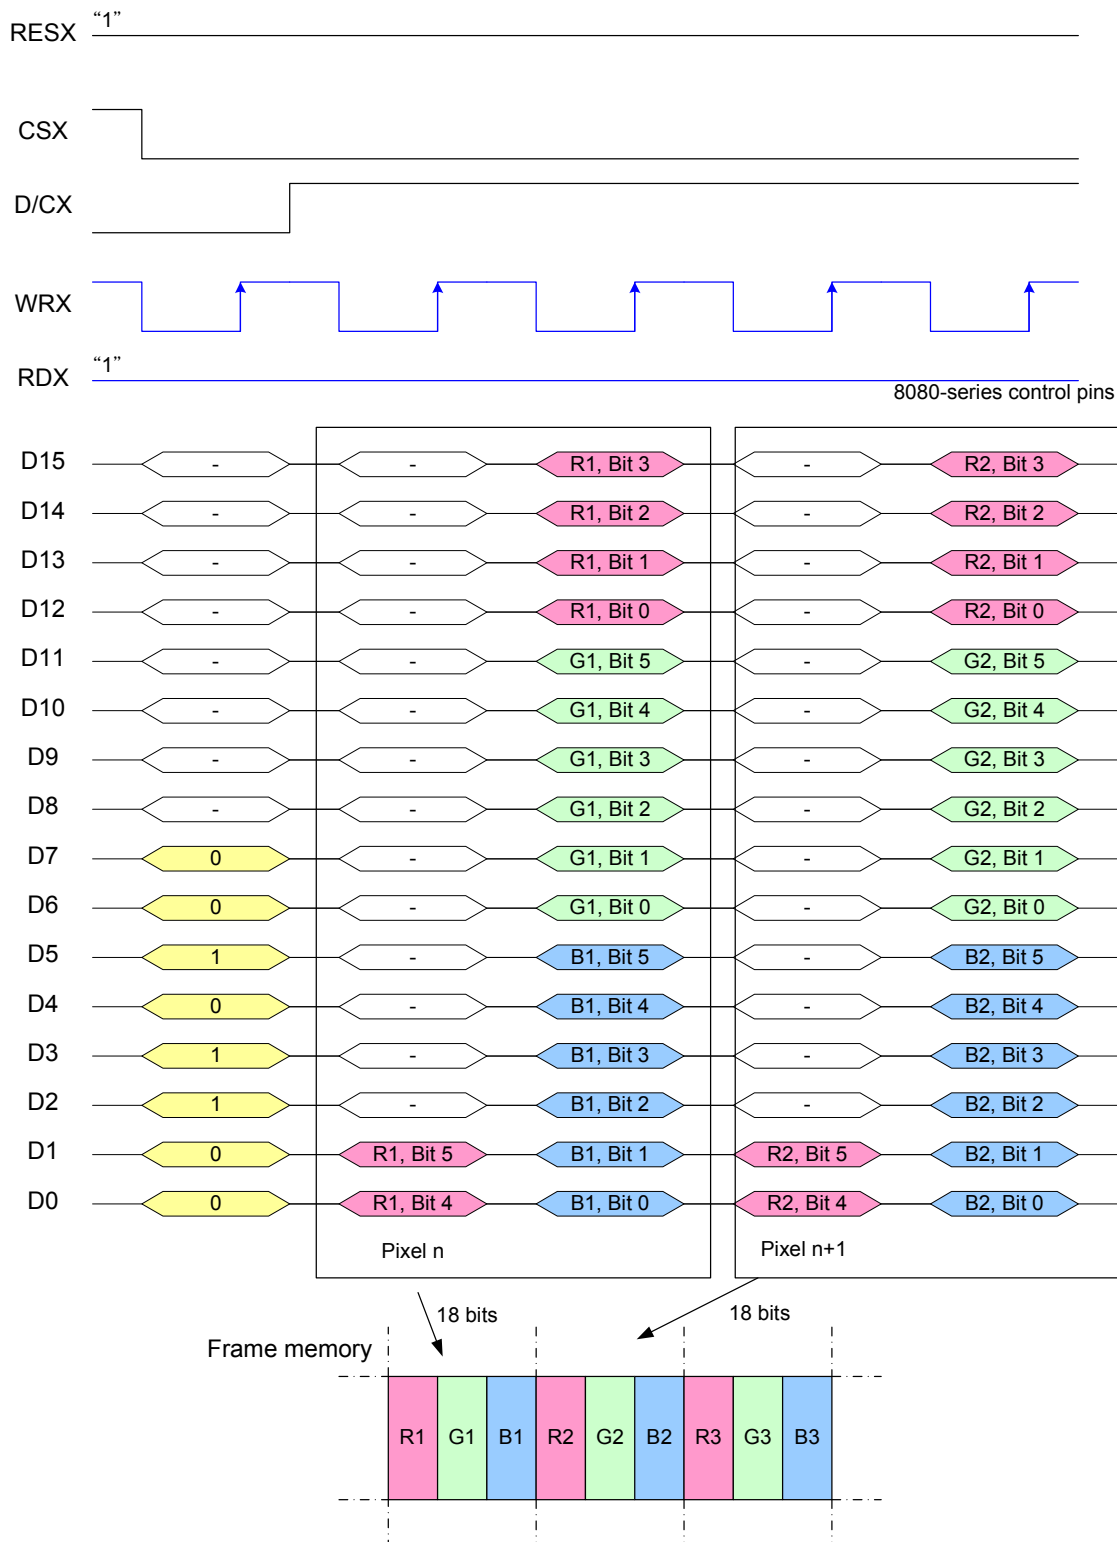 RESX “1”
CSX
D/CX
WRX
RDX “1”
8080-series control pins
D15 - - R1, Bit 3 - R2, Bit 3
D14 - - R1, Bit 2 - R2, Bit 2
D13 - - R1, Bit 1 - R2, Bit 1
D12 - - R1, Bit 0 - R2, Bit 0
D11 - - G1, Bit 5 - G2, Bit 5
D10 - - G1, Bit 4 - G2, Bit 4
D9 - - G1, Bit 3 - G2, Bit 3
D8 - - G1, Bit 2 - G2, Bit 2
D7 0 - G1, Bit 1 - G2, Bit 1
D6 0 - G1, Bit 0 - G2, Bit 0
D5 1 - B1, Bit 5 - B2, Bit 5
D4 0 - B1, Bit 4 - B2, Bit 4
D3 1 - B1, Bit 3 - B2, Bit 3
D2 1 - B1, Bit 2 - B2, Bit 2
D1 0 R1, Bit 5 B1, Bit 1 R2, Bit 5 B2, Bit 1
D0 0 R1, Bit 4 B1, Bit 0 R2, Bit 4 B2, Bit 0
Pixel n Pixel n+1
18 bits 18 bits
Frame memory
R1 G1 B1 R2 G2 B2 R3 G3 B3